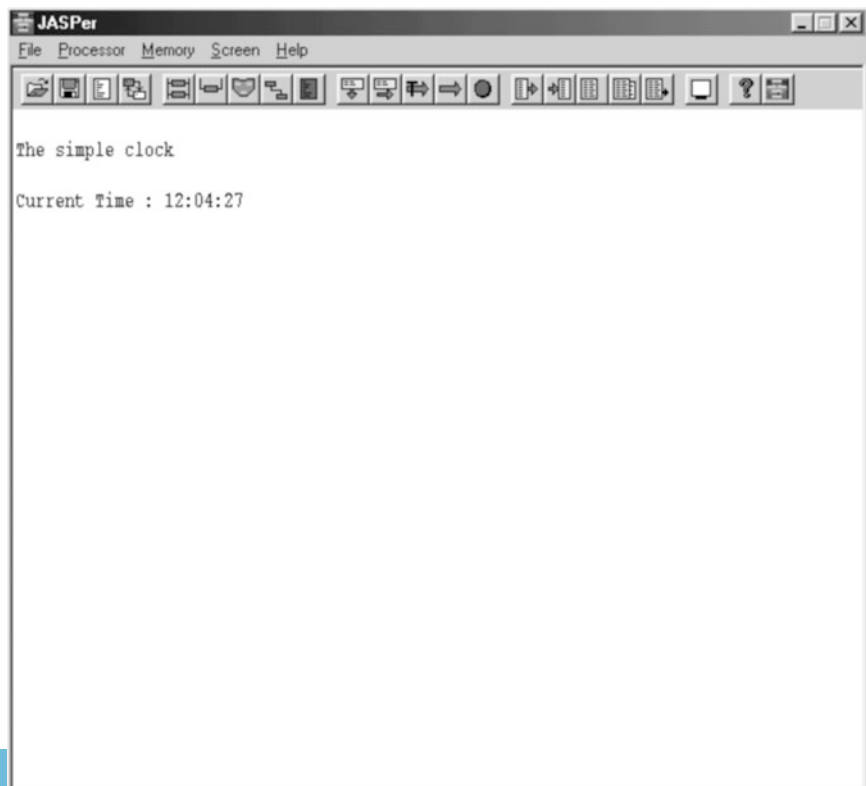 JASPer
File Processor Memory Screen Help
The simple clock
Current Time : 12:04:27